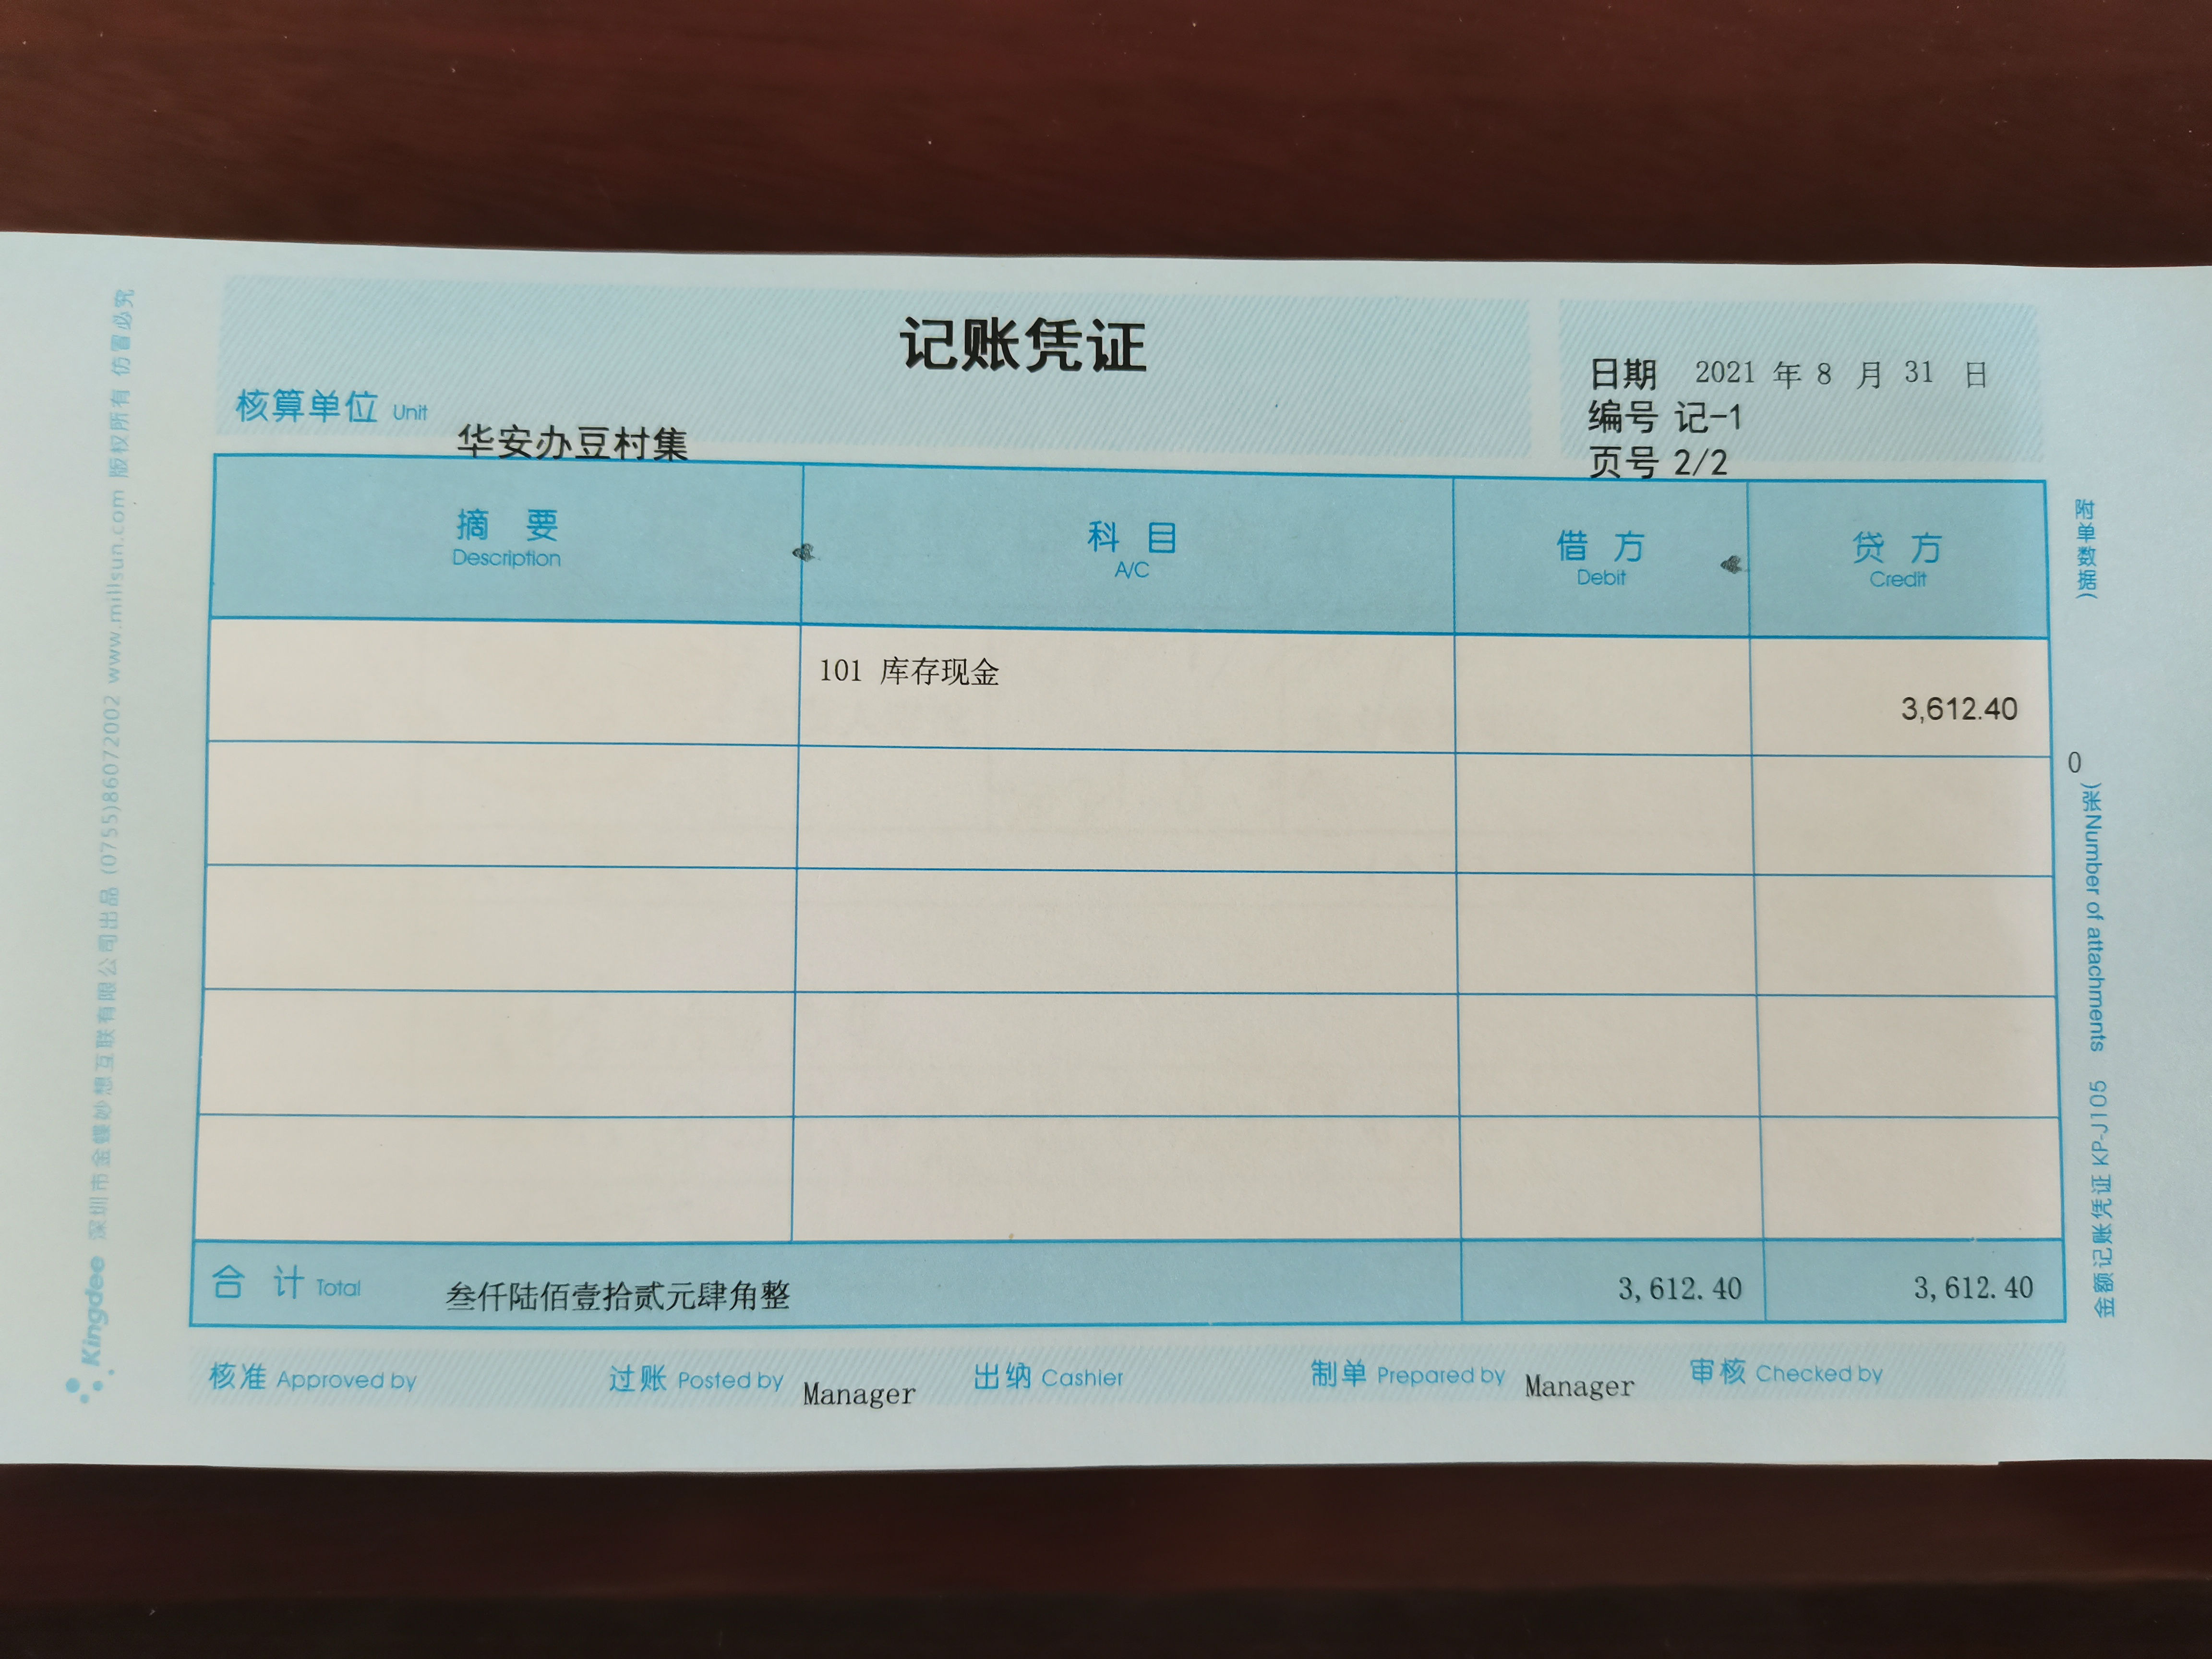 记账凭证
核算单位 Unit
华安办豆村集
日期 2021 年 8 月 31 日
编号 记-1
页号 2/2
摘 要 科 目 借 方 贷 方
Description A/C Debit Credit
101 库存现金
3,612.40
合 计 Total 叁仟陆佰壹拾贰元肆角整 3,612.40 3,612.40
核准 Approved by 过账 Posted by Manager 出纳 Cashier 制单 Prepared by Manager 审核 Checked by
附单数据(
0
)条Number of attachments
金额记账凭证 KP-J105
Kingdee 深圳市金蝶妙想互联有限公司出品 (0755)86072002 www.millsun.com 版权所有 仿冒必究